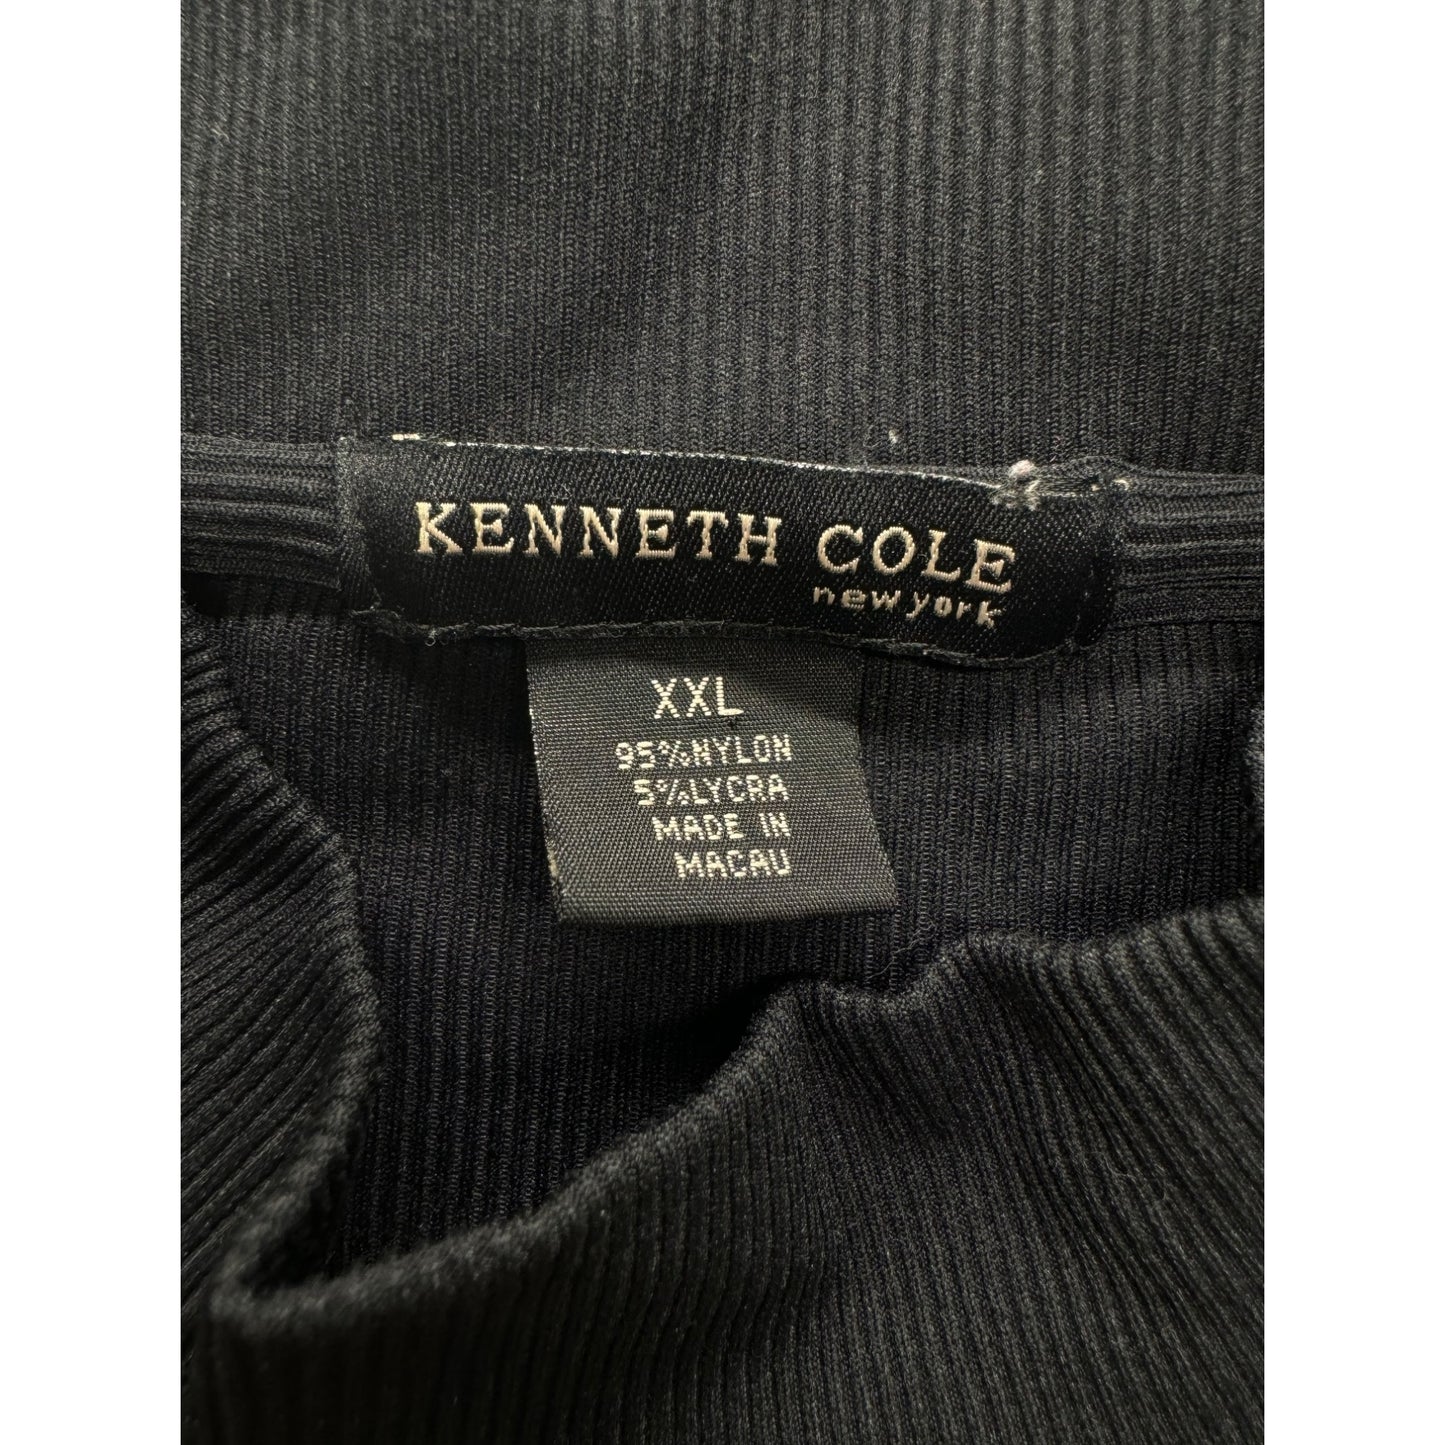 KENNETH COLE
new york
XXL
95%NYLON
5%LYCRA
MADE IN
MACAU